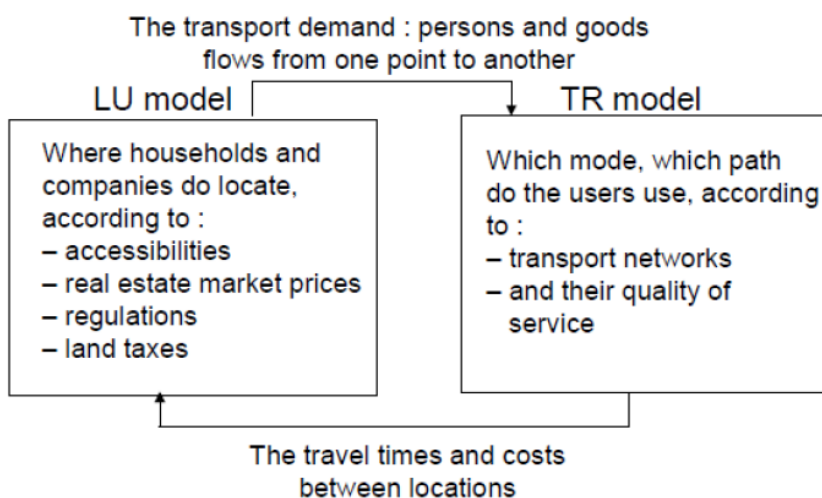 The transport demand : persons and goods
flows from one point to another
LU model
TR model
Where households and
companies do locate,
according to :
– accessibilities
– real estate market prices
– regulations
– land taxes
Which mode, which path
do the users use, according
to :
– transport networks
– and their quality of
service
The travel times and costs
between locations